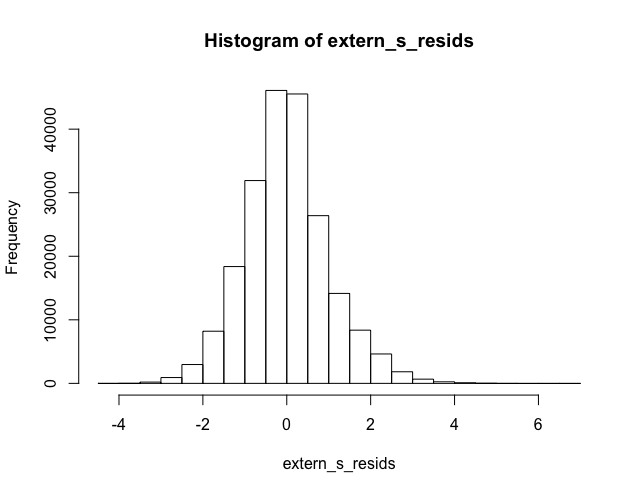 Histogram of extern_s_resids
Frequency
40000
30000
20000
10000
0
-4 -2 0 2 4 6
extern_s_resids